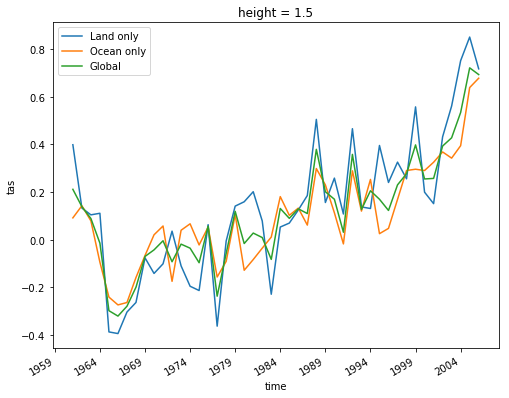 height = 1.5
Land only
Ocean only
Global
tas
0.8
0.6
0.4
0.2
0.0
−0.2
−0.4
1959 1964 1969 1974 1979 1984 1989 1994 1999 2004
time